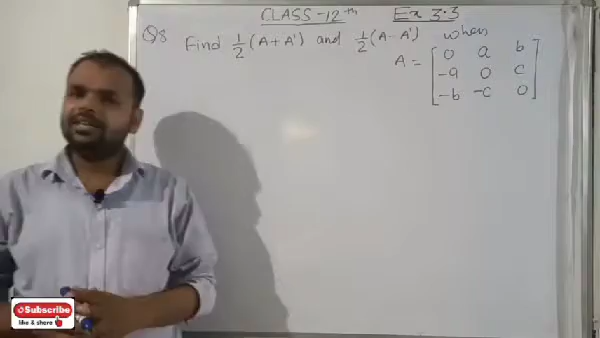 CLASS-12th Ex 3.3
Q8 Find 1/2 (A+A') and 1/2 (A-A') when
A = [ 0 a b
-a 0 c
-b -c 0 ]
Subscribe
like & share